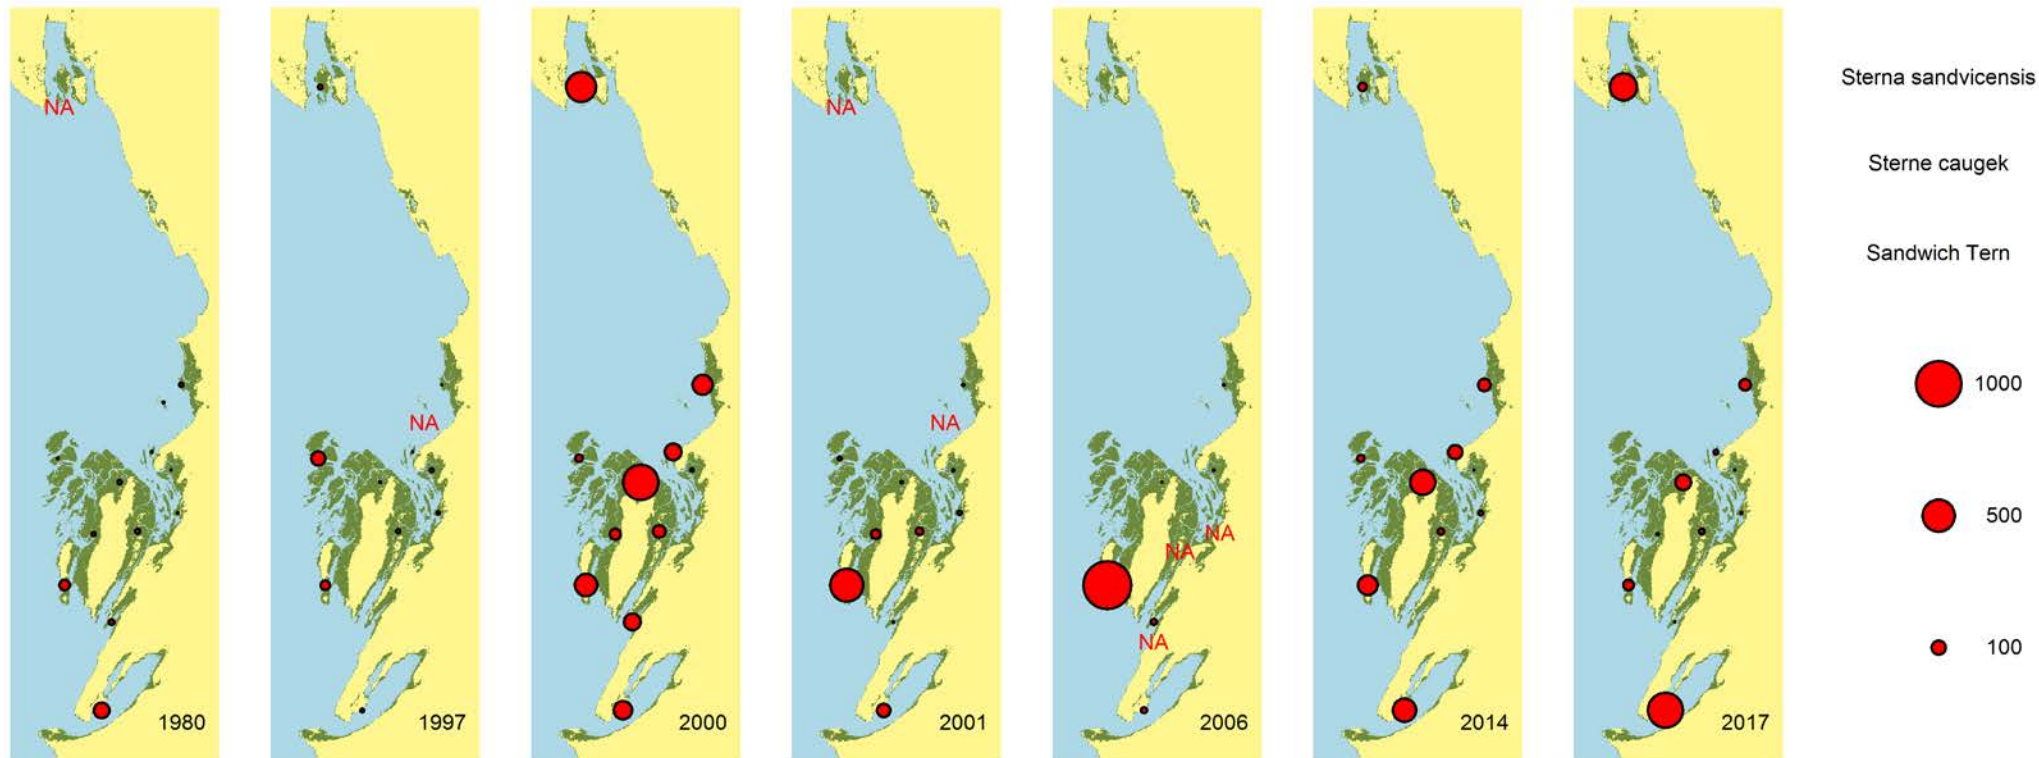 NA
1980
NA
1997
2000
NA
NA
2001
NA
NA
NA
2006
2014
2017
Sterna sandvicensis
Sterne caugek
Sandwich Tern
1000
500
100